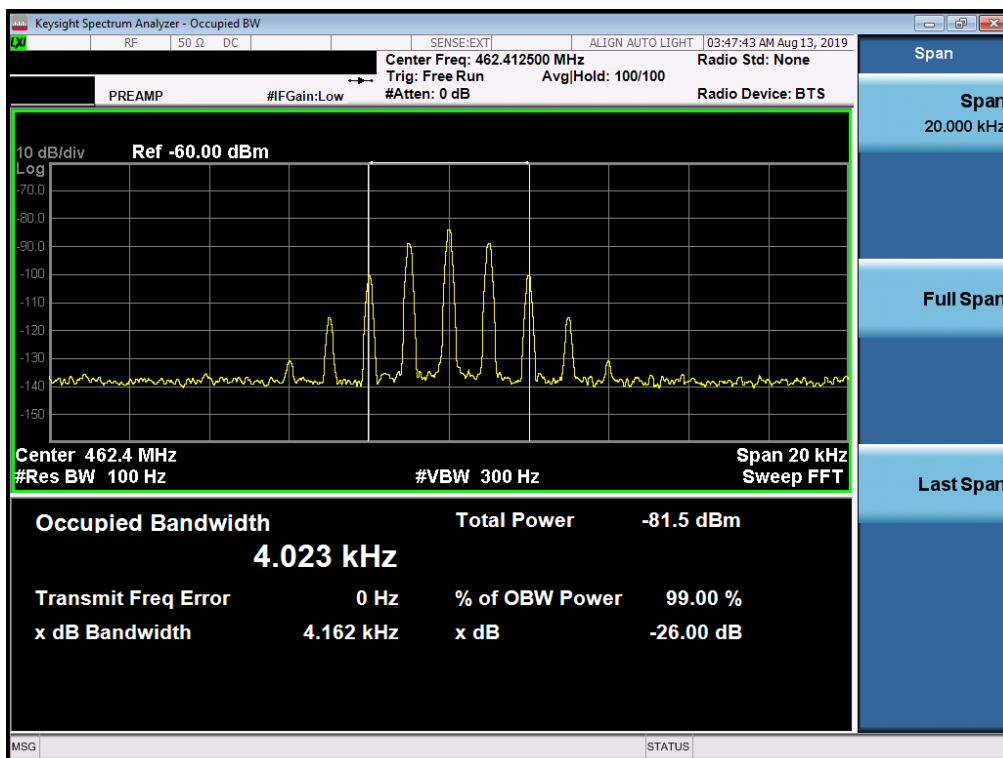 Keysight Spectrum Analyzer - Occupied BW
LXI RF 50 Ω DC SENSE:EXT ALIGN AUTO LIGHT 03:47:43 AM Aug 13, 2019
Center Freq: 462.412500 MHz Radio Std: None
Trig: Free Run Avg|Hold: 100/100
PREAMP #IFGain:Low #Atten: 0 dB Radio Device: BTS
Span
Span
20.000 kHz
Full Span
Last Span
10 dB/div Ref -60.00 dBm
Log
-70.0
-80.0
-90.0
-100
-110
-120
-130
-140
-150
Center 462.4 MHz Span 20 kHz
#Res BW 100 Hz #VBW 300 Hz Sweep FFT
Occupied Bandwidth Total Power -81.5 dBm
4.023 kHz
Transmit Freq Error 0 Hz % of OBW Power 99.00 %
x dB Bandwidth 4.162 kHz x dB -26.00 dB
MSG STATUS